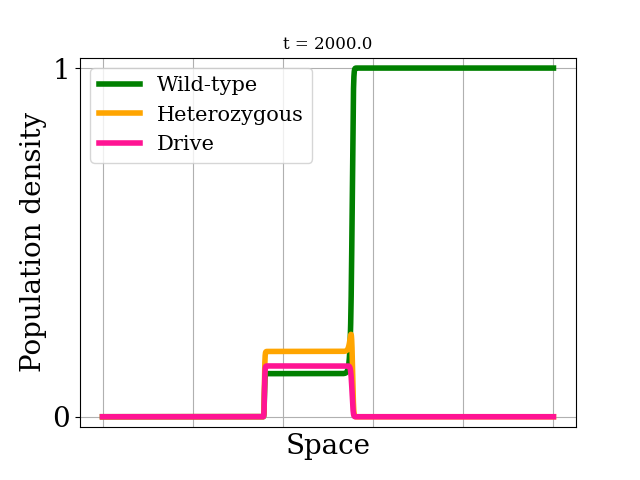 t = 2000.0
1
Wild-type
Heterozygous
Drive
Population density
0
Space